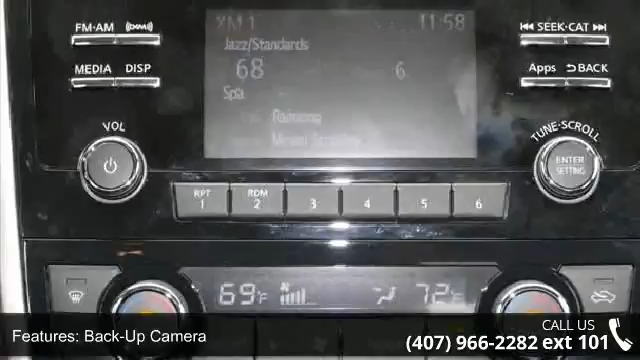 XM 1 11:58
FM·AM ((XM)) SEEK·CAT
Jazz/Standards
MEDIA DISP 68 6 Apps BACK
Spa
VOL TUNE·SCROLL
ENTER
SETTING
RPT RDM
1 2 3 4 5 6
69°F 72°F
Features: Back-Up Camera
CALL US
(407) 966-2282 ext 101